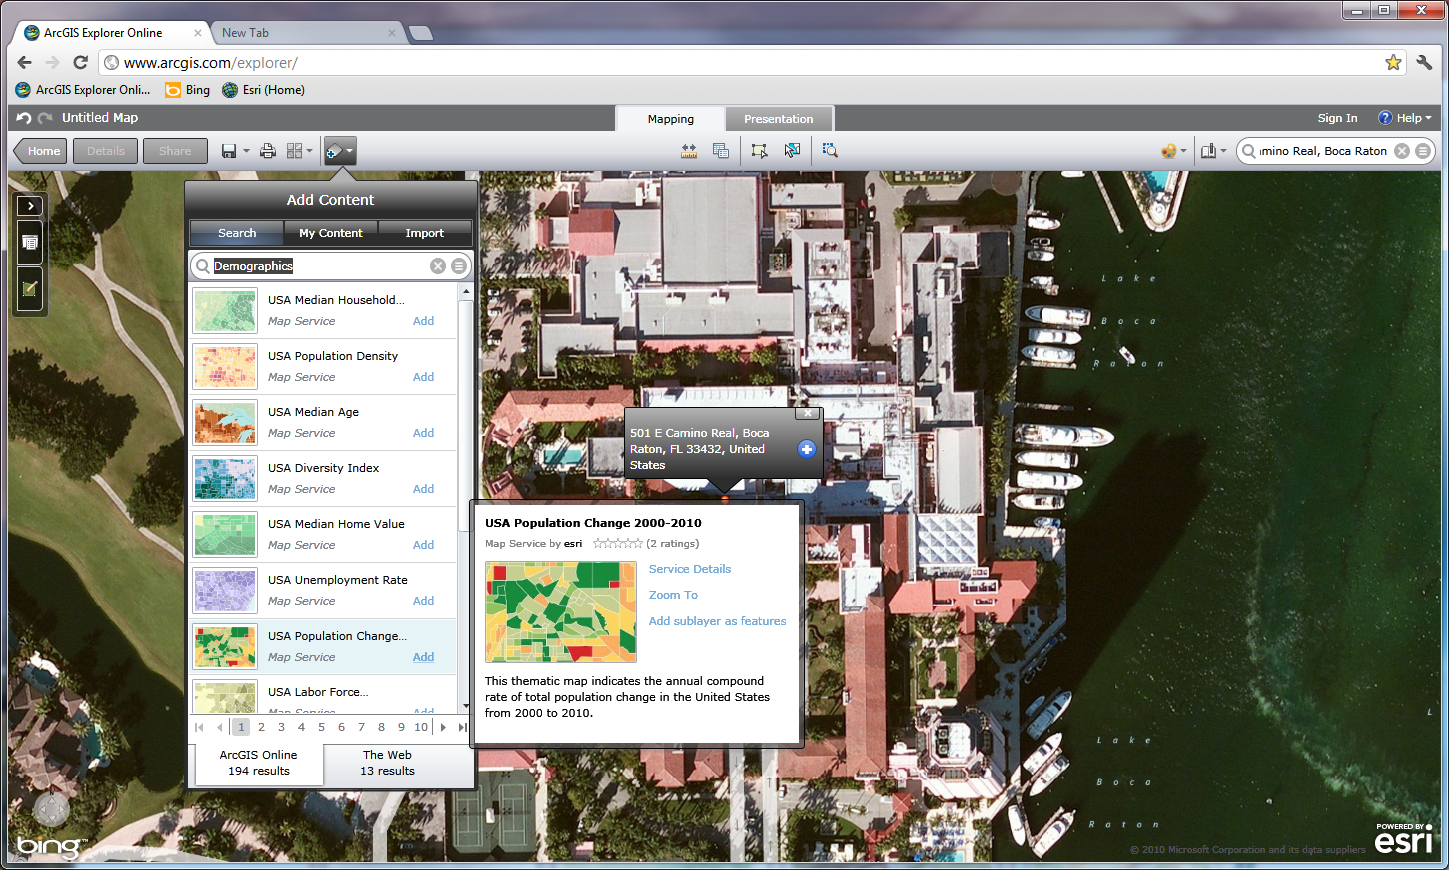 ArcGIS Explorer Online
New Tab
www.arcgis.com/explorer/
ArcGIS Explorer Onli...
Bing
Esri (Home)
Untitled Map
Mapping
Presentation
Sign In
Help
Home
Details
Share
mino Real, Boca Raton
Add Content
Search
My Content
Import
Demographics
USA Median Household...
Map Service
Add
USA Population Density
Map Service
Add
USA Median Age
Map Service
Add
USA Diversity Index
Map Service
Add
USA Median Home Value
Map Service
Add
USA Unemployment Rate
Map Service
Add
USA Population Change...
Map Service
Add
USA Labor Force...
Map Service
Add
1 2 3 4 5 6 7 8 9 10
ArcGIS Online
194 results
The Web
13 results
501 E Camino Real, Boca
Raton, FL 33432, United
States
USA Population Change 2000-2010
Map Service by esri (2 ratings)
Service Details
Zoom To
Add sublayer as features
This thematic map indicates the annual compound
rate of total population change in the United States
from 2000 to 2010.
Lake
Boca
Raton
L
Lake
Boca
Raton
bing™
POWERED BY
esri
© 2010 Microsoft Corporation and its data suppliers